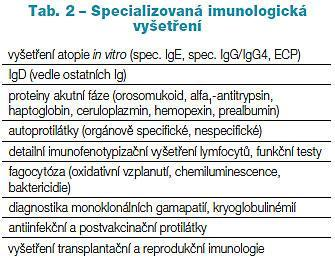 Tab. 2 – Specializovaná imunologická
vyšetření
vyšetření atopie in vitro (spec. IgE, spec. IgG/IgG4, ECP)
IgD (vedle ostatních Ig)
proteiny akutní fáze (orosomukoid, alfa₁-antitrypsin,
haptoglobin, ceruloplazmin, hemopexin, prealbumin)
autoprotilátky (orgánově specifické, nespecifické)
detailní imunofenotypizační vyšetření lymfocytů, funkční testy
fagocytóza (oxidativní vzplanutí, chemiluminescence,
baktericidie)
diagnostika monoklonálních gamapatií, kryoglobulinémií
antiinfekční a postvakcinační protilátky
vyšetření transplantační a reprodukční imunologie